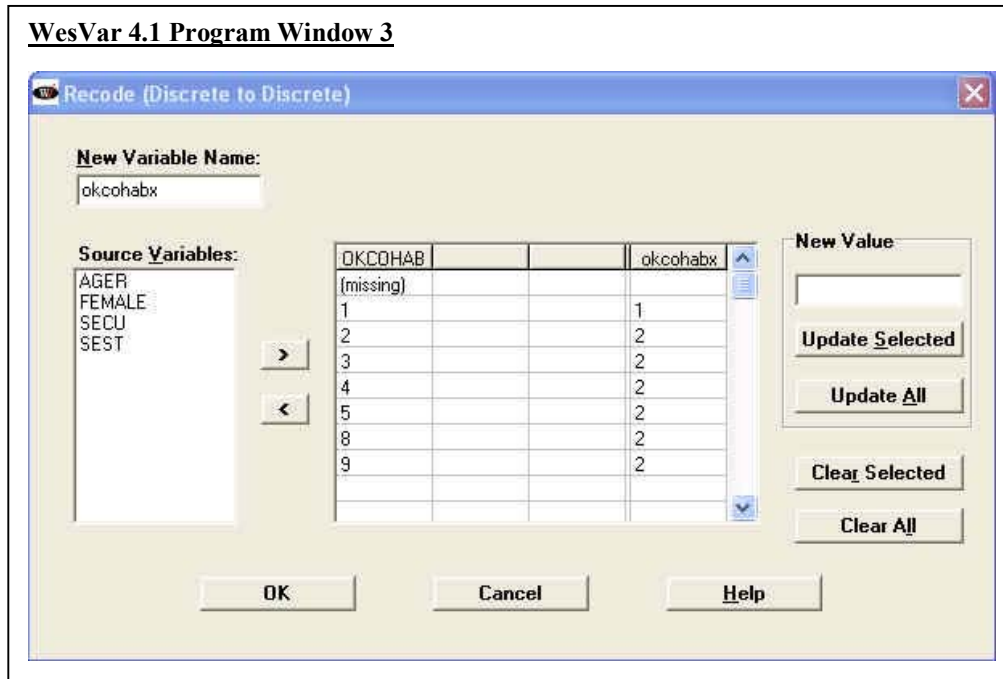 WesVar 4.1 Program Window 3
Recode (Discrete to Discrete)
New Variable Name:
okcohabx
Source Variables:
AGER
FEMALE
SECU
SEST
>
<
OKCOHAB okcohabx
(missing)
1 1
2 2
3 2
4 2
5 2
8 2
9 2
New Value
Update Selected
Update All
Clear Selected
Clear All
OK Cancel Help